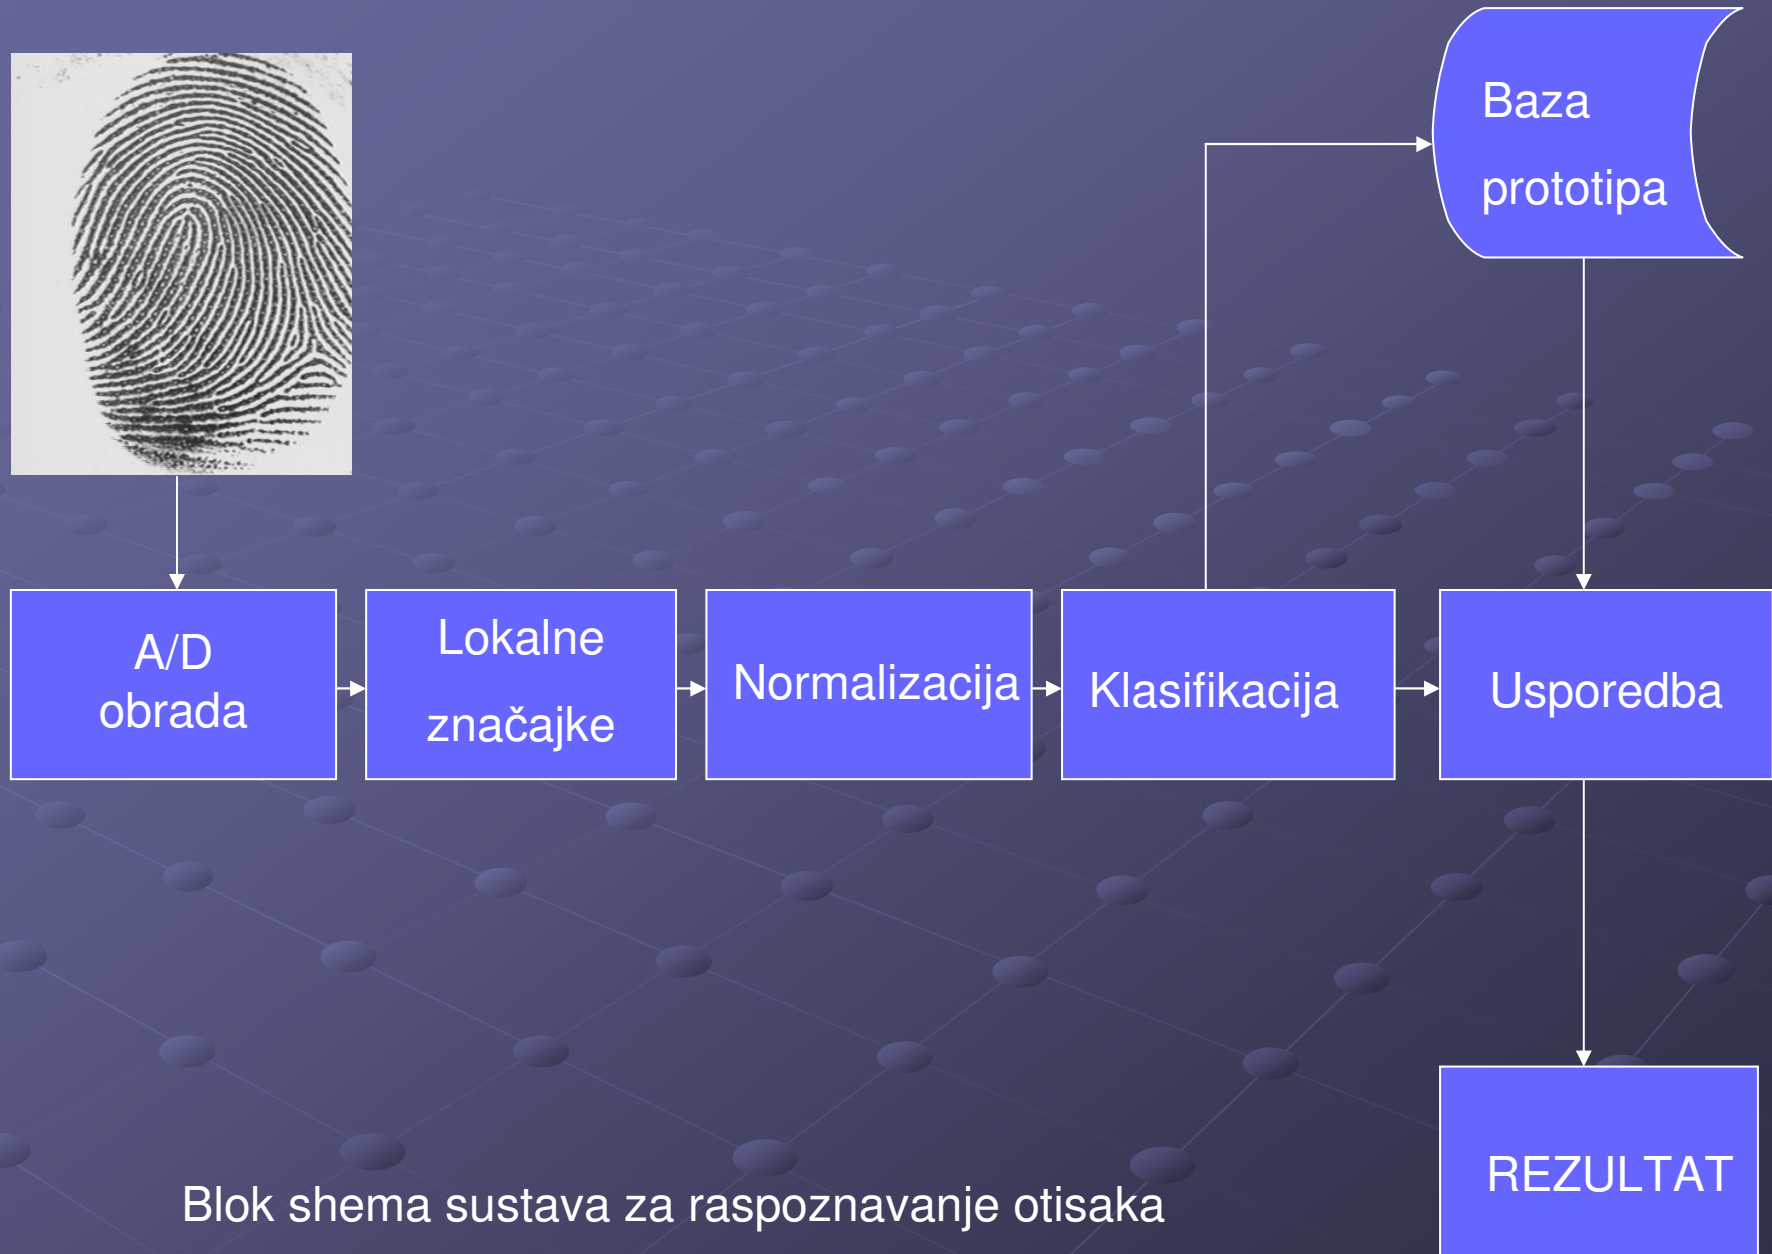 Baza
prototipa
A/D
obrada
Lokalne
značajke
Normalizacija
Klasifikacija
Usporedba
REZULTAT
Blok shema sustava za raspoznavanje otisaka